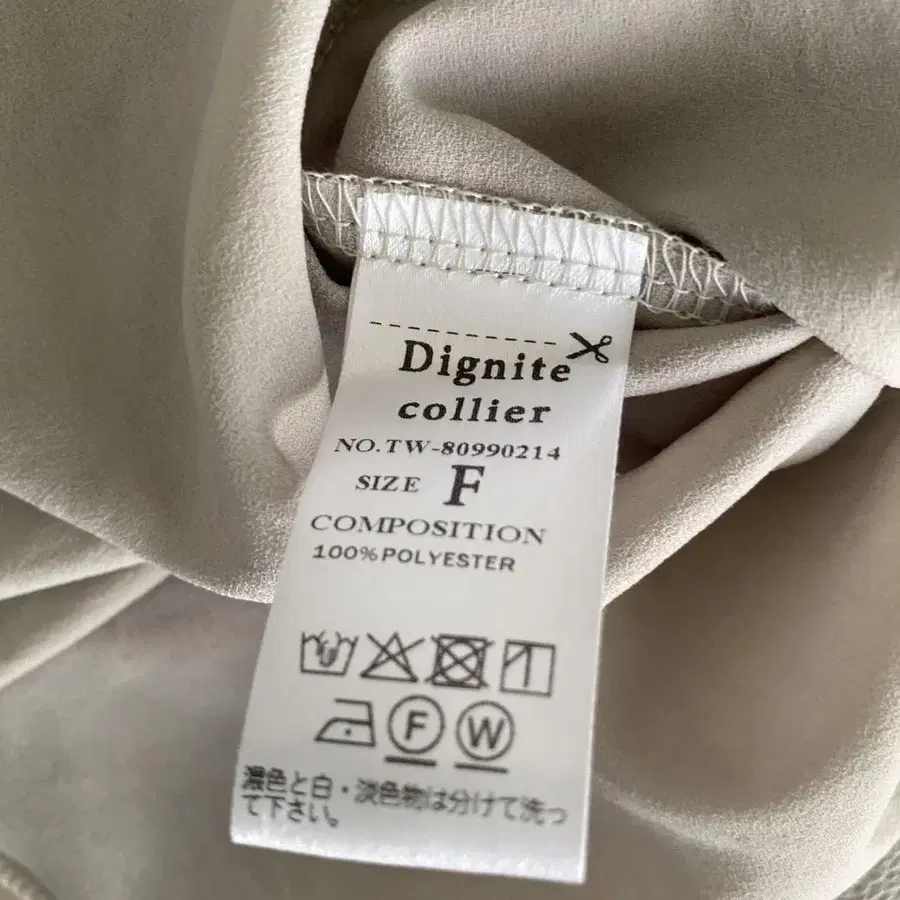 Dignite
collier
NO.TW-80990214
SIZE F
COMPOSITION
100%POLYESTER
F W
濃色と白・淡色物は分けて洗っ
て下さい。